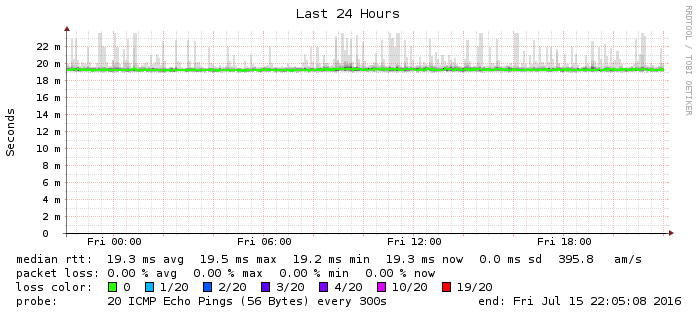 Last 24 Hours
RRDTOOL / TOBI OETIKER
Seconds
22 m
20 m
18 m
16 m
14 m
12 m
10 m
8 m
6 m
4 m
2 m
0
Fri 00:00 Fri 06:00 Fri 12:00 Fri 18:00
median rtt: 19.3 ms avg 19.5 ms max 19.2 ms min 19.3 ms now 0.0 ms sd 395.8 am/s
packet loss: 0.00 % avg 0.00 % max 0.00 % min 0.00 % now
loss color: 0 1/20 2/20 3/20 4/20 10/20 19/20
probe: 20 ICMP Echo Pings (56 Bytes) every 300s end: Fri Jul 15 22:05:08 2016